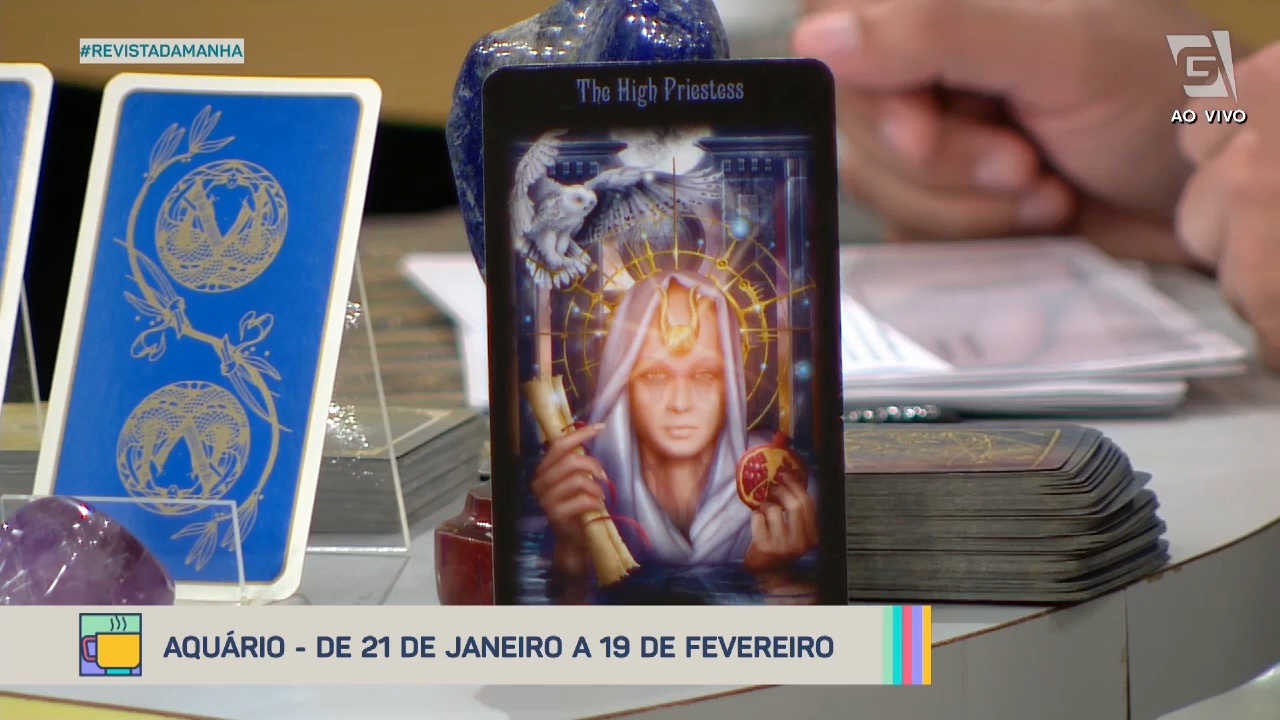 #REVISTADAMANHA
AO VIVO
The High Priestess
AQUÁRIO - DE 21 DE JANEIRO A 19 DE FEVEREIRO